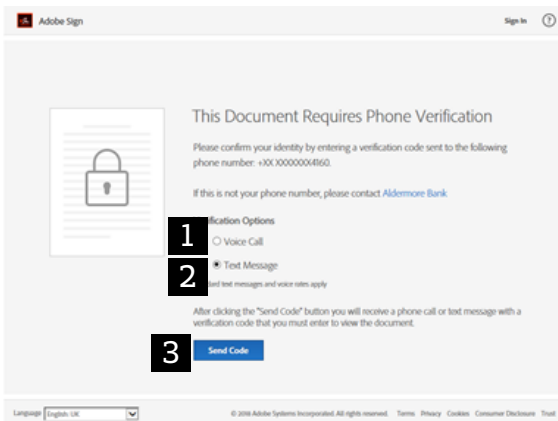 Adobe Sign
Sign In ?
This Document Requires Phone Verification
Please confirm your identity by entering a verification code sent to the following
phone number: +XX XXXXXXX4160.
If this is not your phone number, please contact Aldermore Bank
1
fication Options
Voice Call
2
Text Message
dard text messages and voice rates apply
After clicking the "Send Code" button you will receive a phone call or text message with a
verification code that you must enter to view the document.
3
Send Code
Language English: UK
© 2018 Adobe Systems Incorporated. All rights reserved. Terms Privacy Cookies Consumer Disclosure Trust